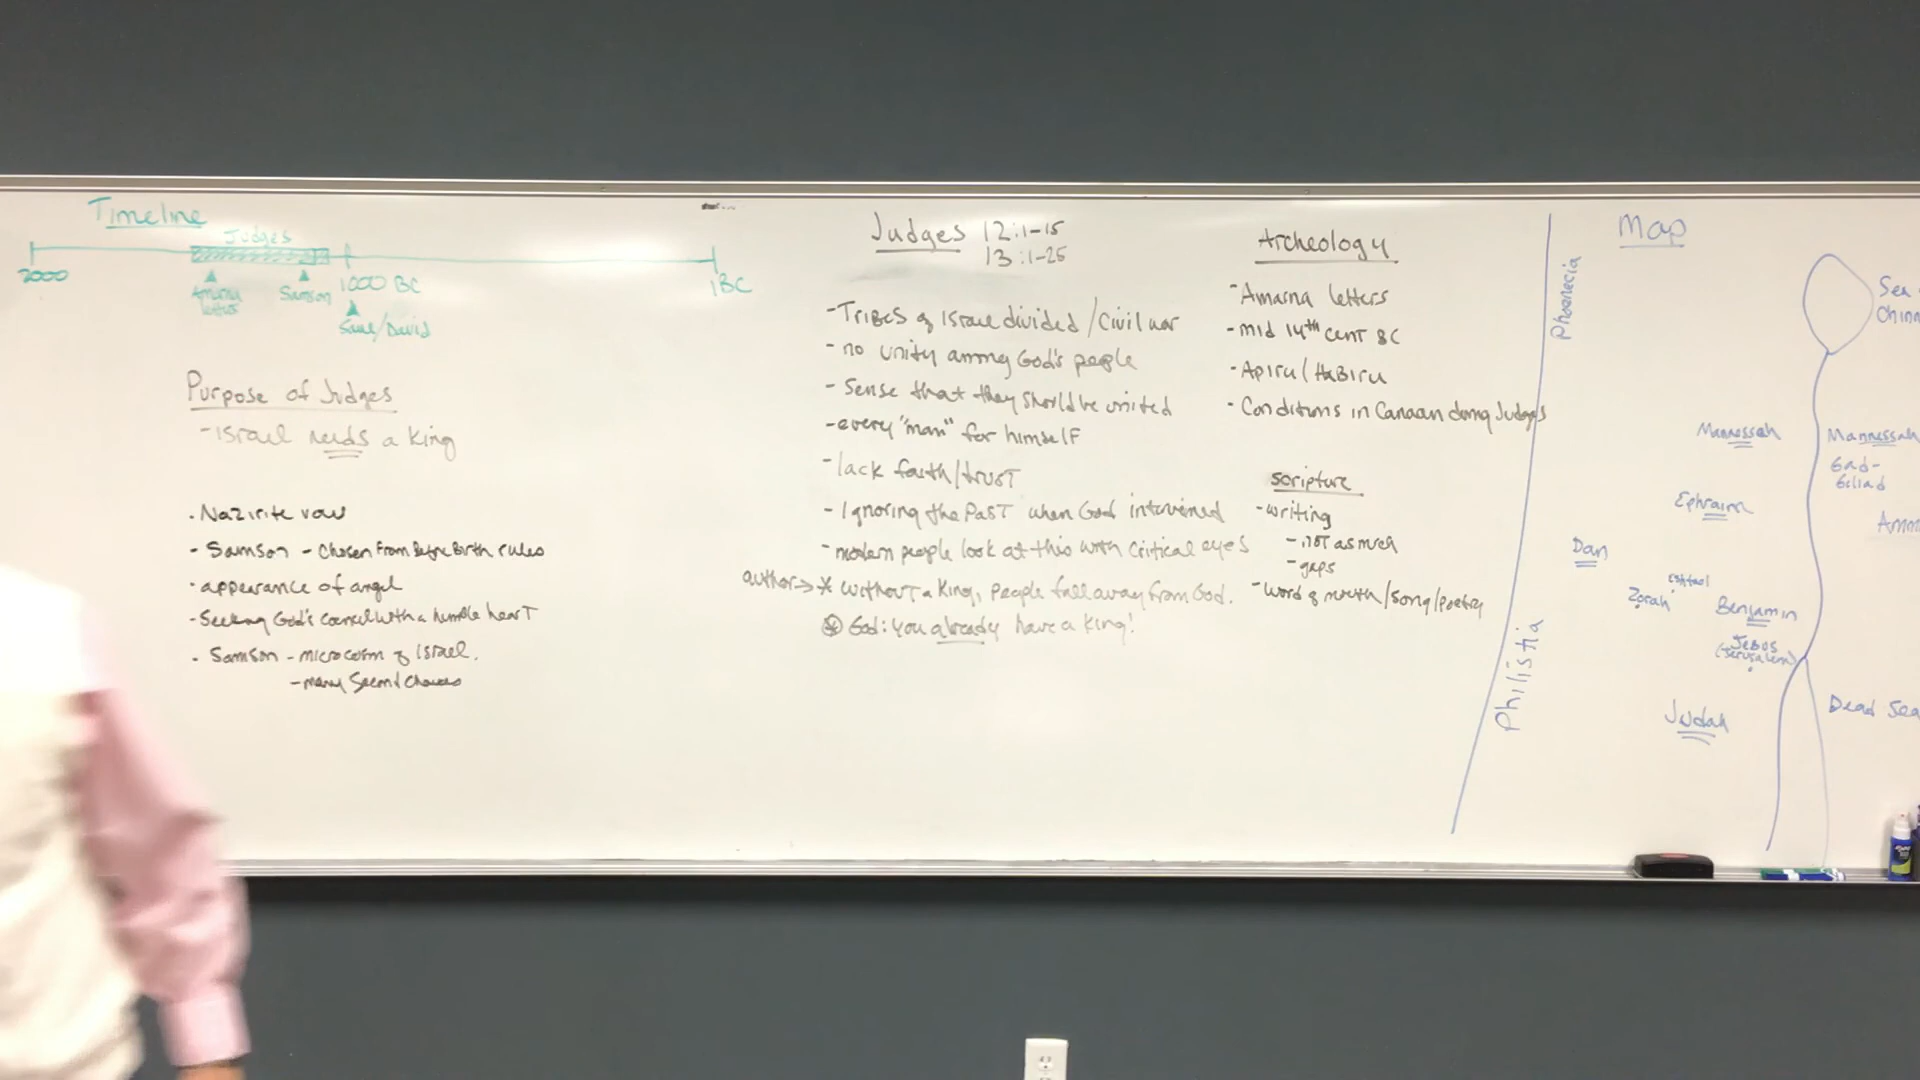 Timeline
Judges
2000
1000 BC
1 BC
Amarna
letters
Samson
Saul/David
Purpose of Judges
- Israel needs a King
. Nazirite vow
- Samson - Chosen From Before Birth rules
- appearance of angel
- Seeking God's council with a humble heart
- Samson - microcosm of Israel.
- many Second Chances
Judges 12:1-15
13:1-25
- Tribes of Israel divided / Civil war
- no unity among God's people
- Sense that they should be united
- every "man" for himself
- lack faith/trust
- Ignoring the Past when God intervened
- modern people look at this with critical eyes
author → * without a King, People fall away from God.
* God: You already have a King!
Archeology
- Amarna letters
- mid 14th cent BC
- Apiru/HaBiru
- Conditions in Canaan during Judges
Scripture
- writing
- not as much
- gaps
- word of mouth/song/poetry
Map
Phoenecia
Philistia
Sea
Chinn
Mannessah
Mannessah
Gad-
Giliad
Ephraim
Ammo
Dan
Eshtaol
Zorah
Benjamin
Jebos
(Jerusalem)
Judah
Dead Sea